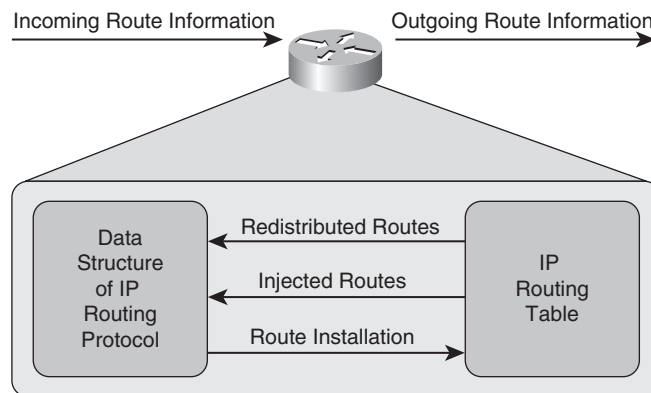 Incoming Route Information
Outgoing Route Information
Data
Structure
of IP
Routing
Protocol
Redistributed Routes
Injected Routes
Route Installation
IP
Routing
Table